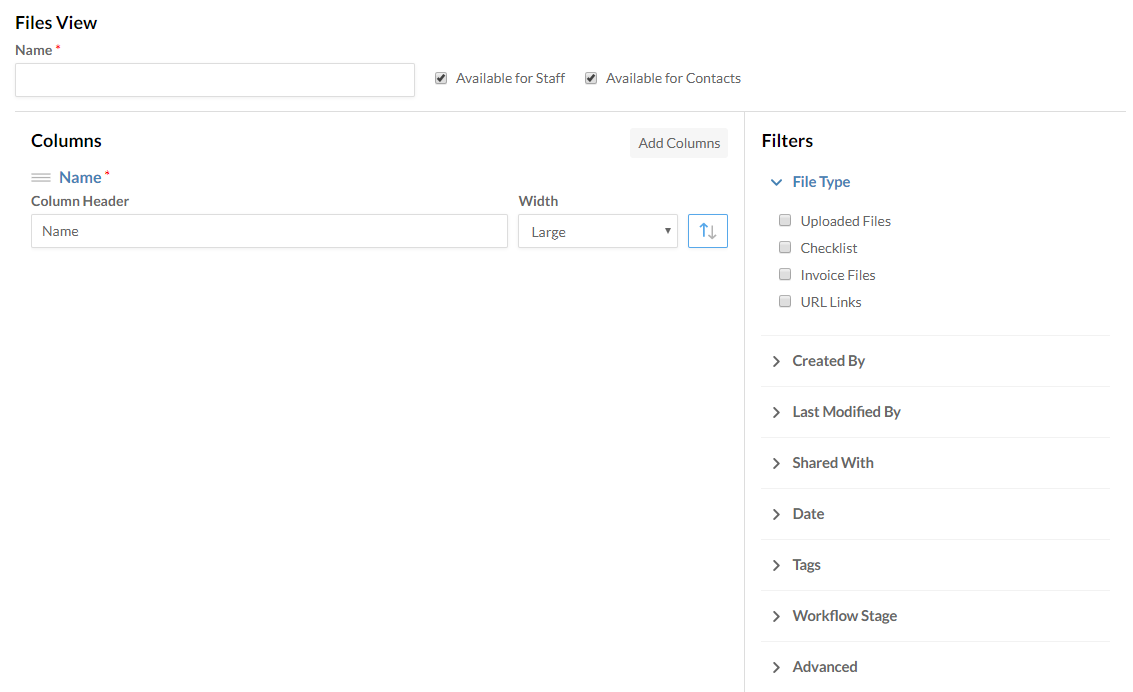 Files View
Name *
Available for Staff
Available for Contacts
Columns
Add Columns
Name *
Column Header
Width
Name
Large
Filters
File Type
Uploaded Files
Checklist
Invoice Files
URL Links
Created By
Last Modified By
Shared With
Date
Tags
Workflow Stage
Advanced